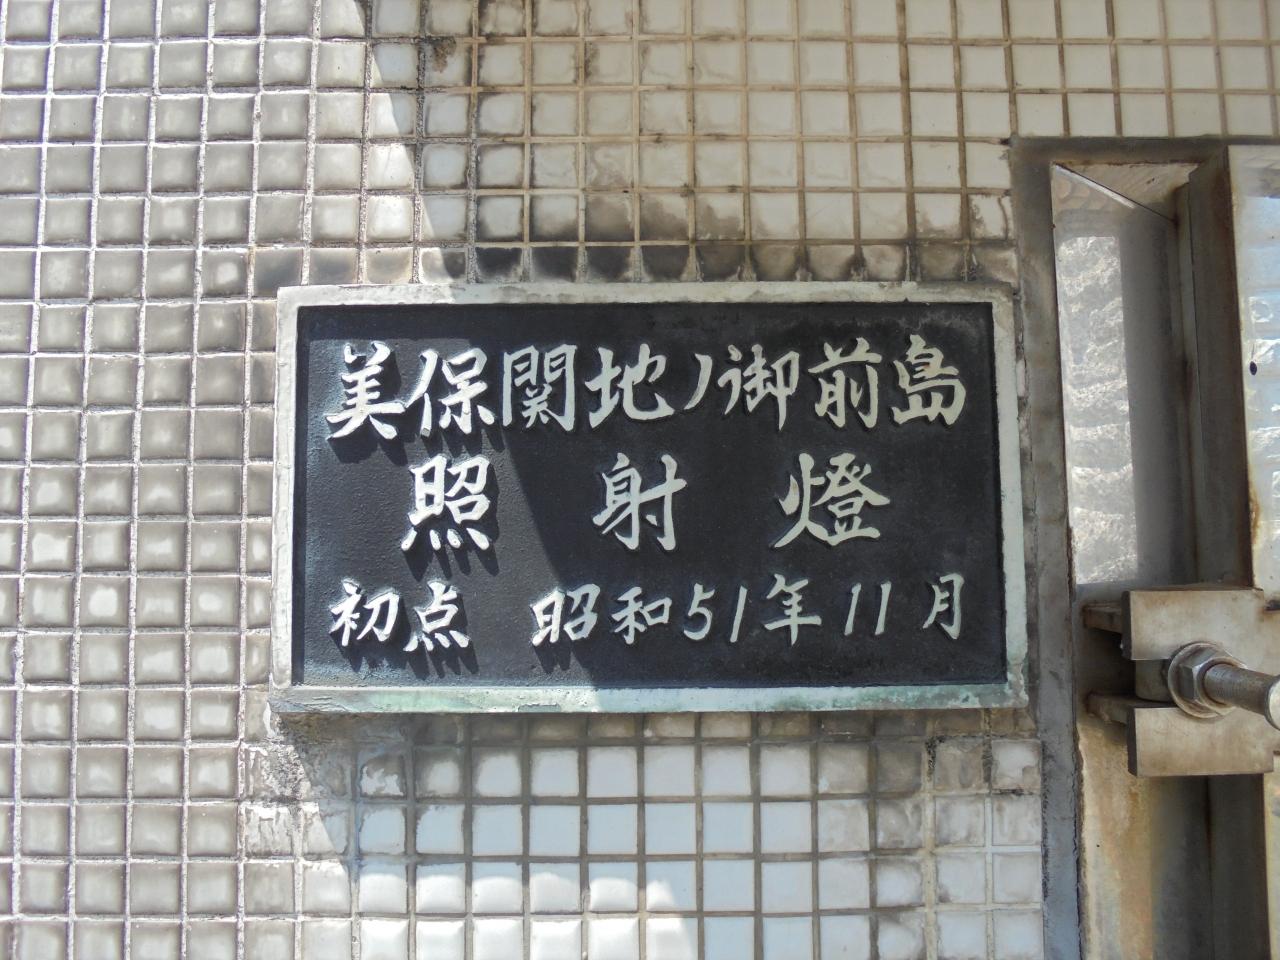 美保関地ノ御前島
照射燈
初点 昭和51年11月